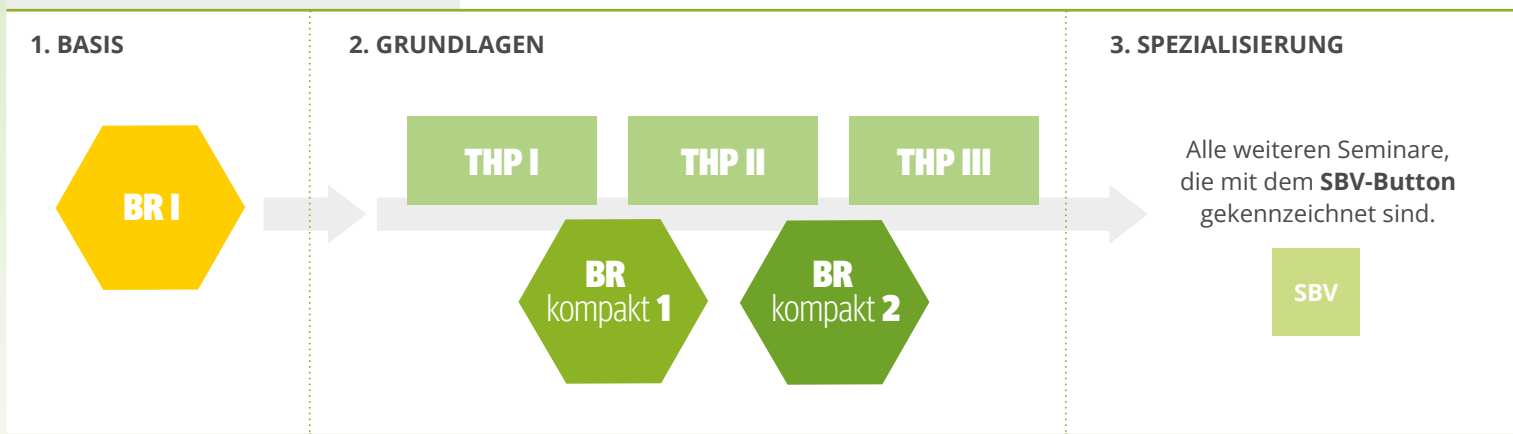 1. BASIS
BR I
2. GRUNDLAGEN
THP I
THP II
THP III
BR
kompakt 1
BR
kompakt 2
3. SPEZIALISIERUNG
Alle weiteren Seminare,
die mit dem SBV-Button
gekennzeichnet sind.
SBV